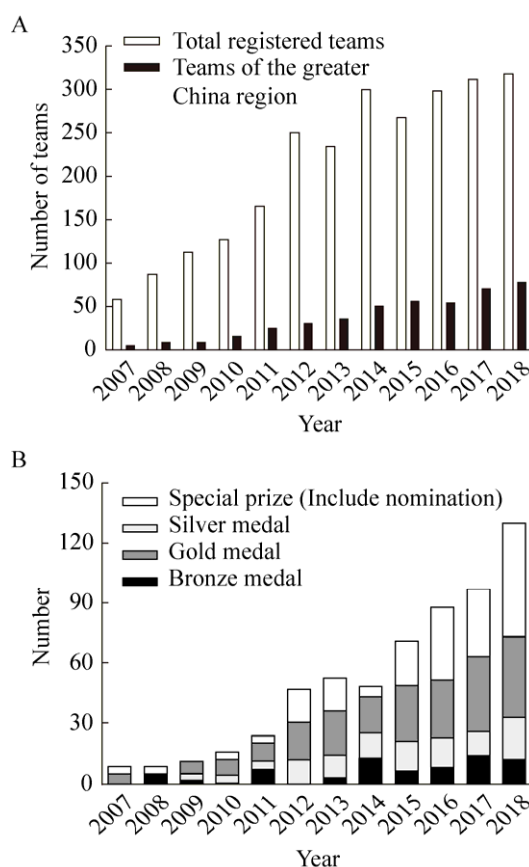 A
350
300
250
200
150
100
50
0
Number of teams
Total registered teams
Teams of the greater
China region
2007
2008
2009
2010
2011
2012
2013
2014
2015
2016
2017
2018
Year
B
150
120
90
60
30
0
Number
Special prize (Include nomination)
Silver medal
Gold medal
Bronze medal
2007
2008
2009
2010
2011
2012
2013
2014
2015
2016
2017
2018
Year